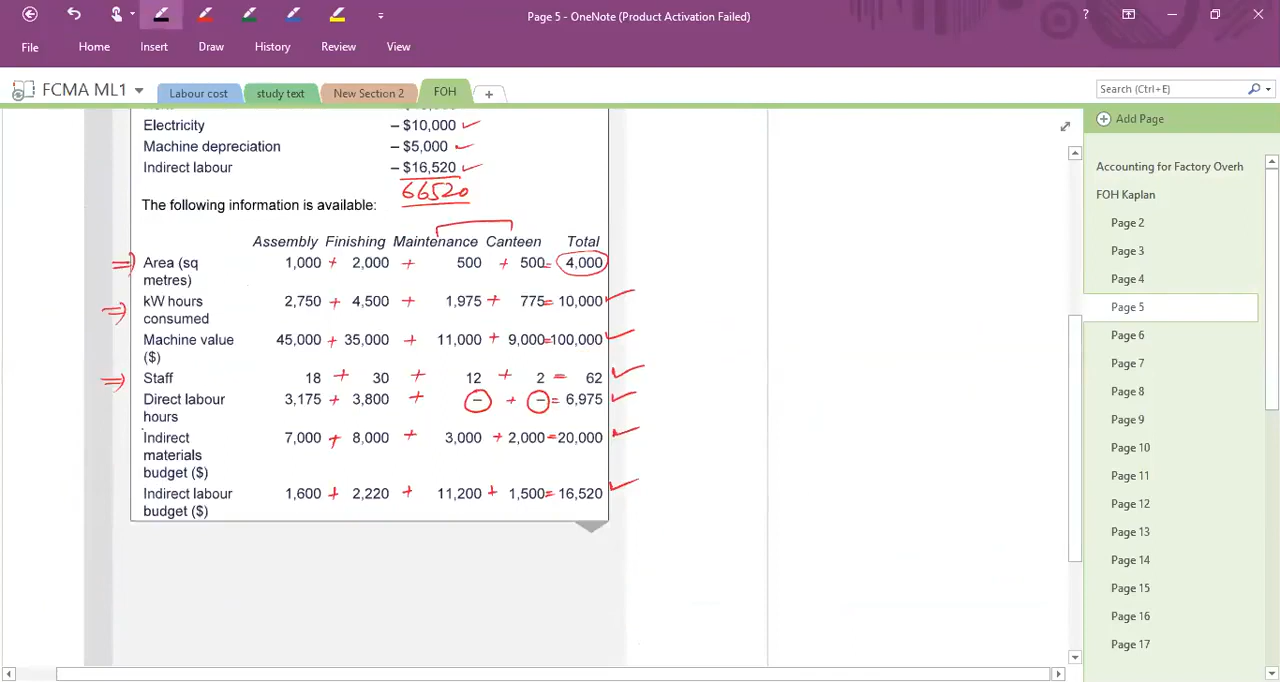 Page 5 - OneNote (Product Activation Failed)
File Home Insert Draw History Review View
FCMA ML1 Labour cost study text New Section 2 FOH
Search (Ctrl+E)
Add Page
Electricity – $10,000
Machine depreciation – $5,000
Indirect labour – $16,520
66520
The following information is available:
Assembly Finishing Maintenance Canteen Total
Area (sq 1,000 + 2,000 + 500 + 500 = 4,000
metres)
kW hours 2,750 + 4,500 + 1,975 + 775 = 10,000
consumed
Machine value 45,000 + 35,000 + 11,000 + 9,000 = 100,000
($)
Staff 18 + 30 + 12 + 2 = 62
Direct labour 3,175 + 3,800 + – + – = 6,975
hours
Indirect 7,000 + 8,000 + 3,000 + 2,000 = 20,000
materials
budget ($)
Indirect labour 1,600 + 2,220 + 11,200 + 1,500 = 16,520
budget ($)
Accounting for Factory Overh
FOH Kaplan
Page 2
Page 3
Page 4
Page 5
Page 6
Page 7
Page 8
Page 9
Page 10
Page 11
Page 12
Page 13
Page 14
Page 15
Page 16
Page 17